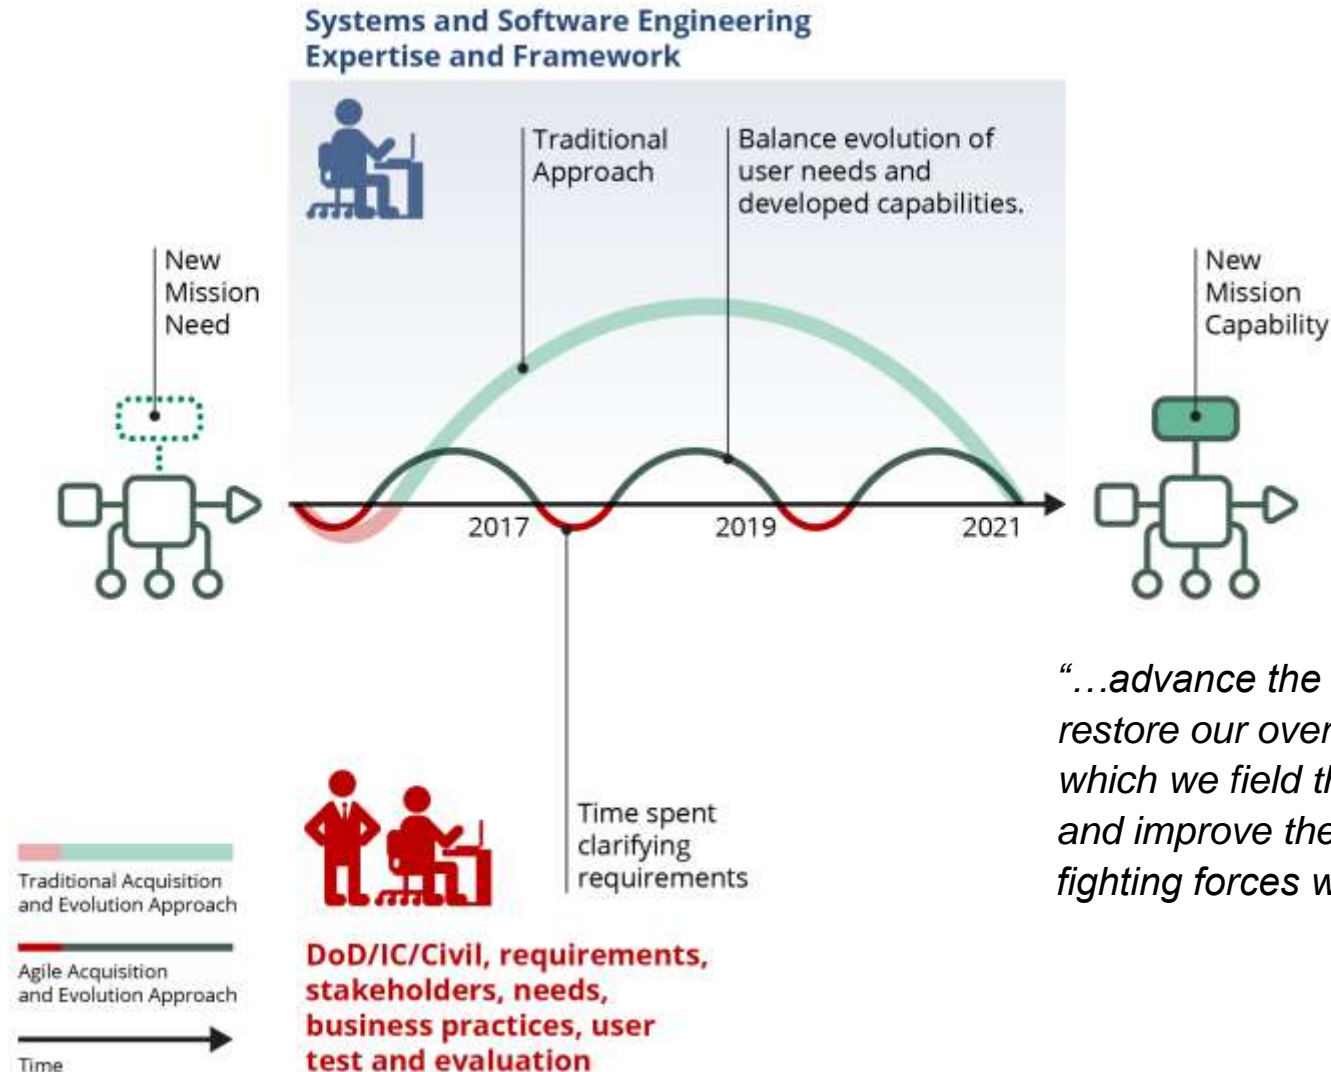 Systems and Software Engineering
Expertise and Framework
Traditional
Approach
Balance evolution of
user needs and
developed capabilities.
New
Mission
Need
New
Mission
Capability
2017
2019
2021
Time spent
clarifying
requirements
“…advance the
restore our over
which we field th
and improve the
fighting forces w
Traditional Acquisition
and Evolution Approach
Agile Acquisition
and Evolution Approach
Time
DoD/IC/Civil, requirements,
stakeholders, needs,
business practices, user
test and evaluation